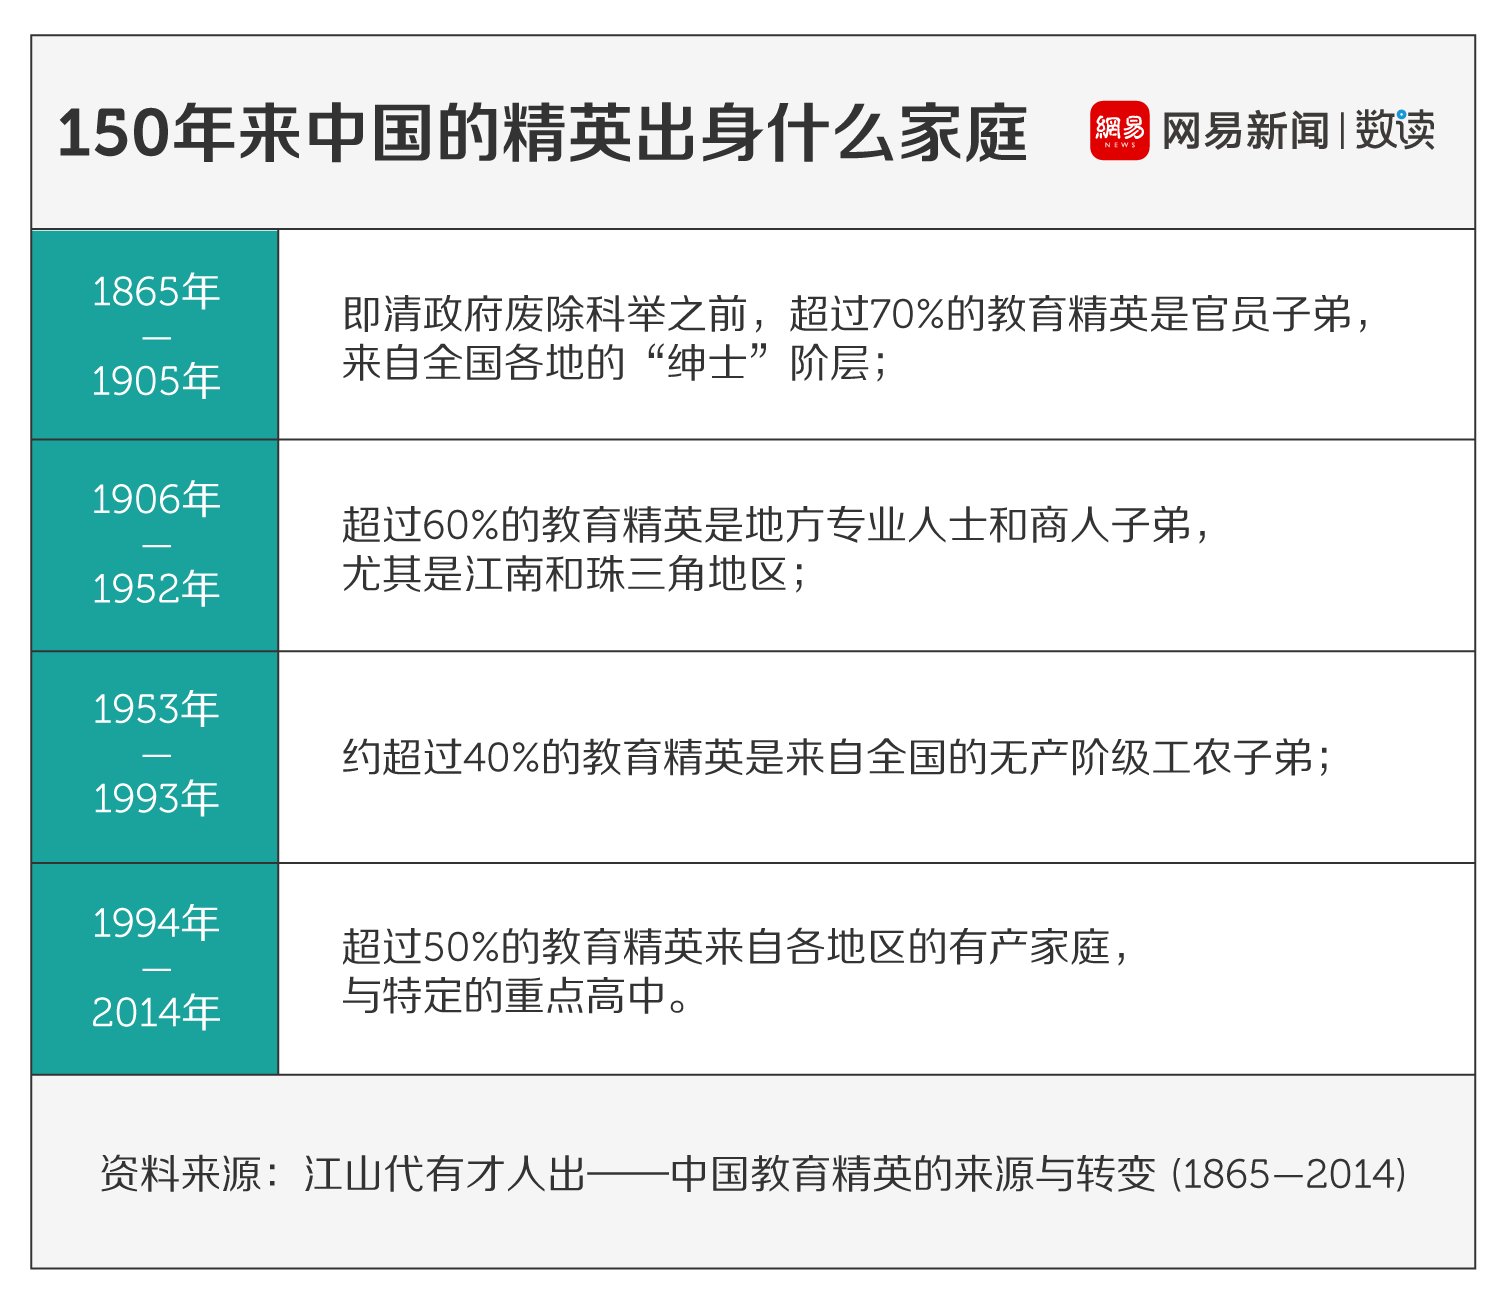 150年来中国的精英出身什么家庭
網易
NEWS
网易新闻|数读
1865年
—
1905年
即清政府废除科举之前，超过70%的教育精英是官员子弟，
来自全国各地的“绅士”阶层；
1906年
—
1952年
超过60%的教育精英是地方专业人士和商人子弟，
尤其是江南和珠三角地区；
1953年
—
1993年
约超过40%的教育精英是来自全国的无产阶级工农子弟；
1994年
—
2014年
超过50%的教育精英来自各地区的有产家庭，
与特定的重点高中。
资料来源：江山代有才人出——中国教育精英的来源与转变 (1865—2014)